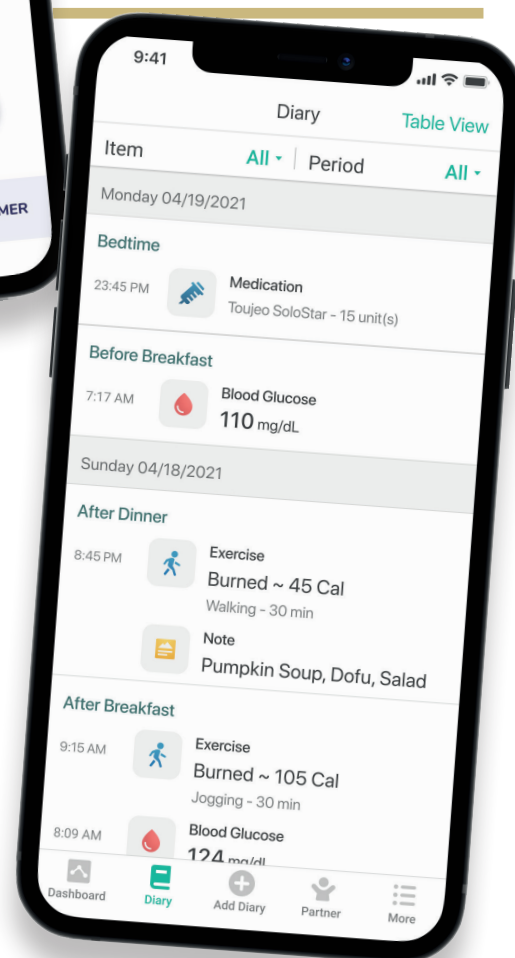 MER
9:41
Diary
Table View
Item All Period All
Monday 04/19/2021
Bedtime
23:45 PM Medication
Toujeo SoloStar - 15 unit(s)
Before Breakfast
7:17 AM Blood Glucose
110 mg/dL
Sunday 04/18/2021
After Dinner
8:45 PM Exercise
Burned ~ 45 Cal
Walking - 30 min
Note
Pumpkin Soup, Dofu, Salad
After Breakfast
9:15 AM Exercise
Burned ~ 105 Cal
Jogging - 30 min
8:09 AM Blood Glucose
124 mg/dl
Dashboard Diary Add Diary Partner More